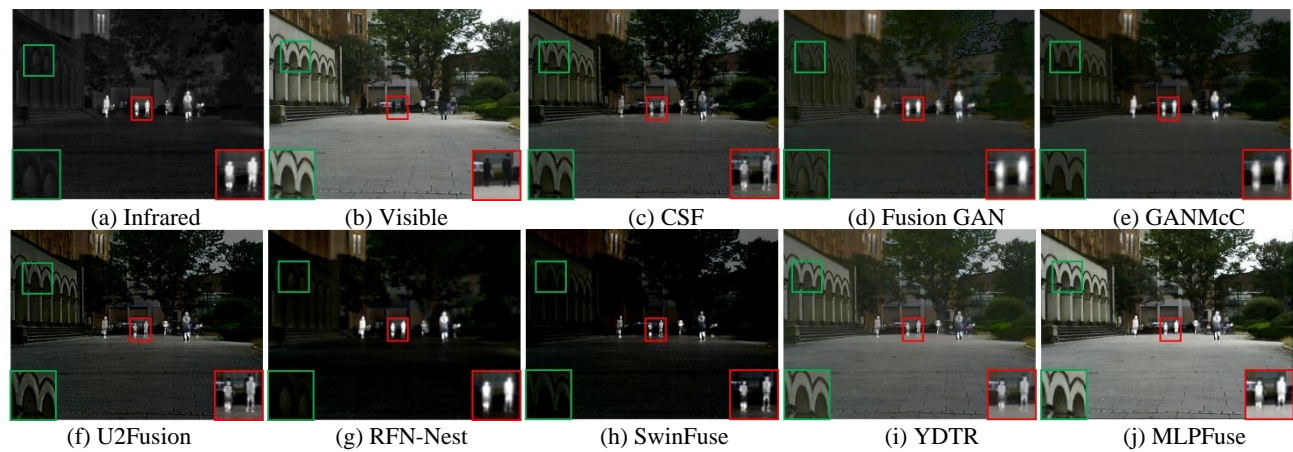 (a) Infrared (b) Visible (c) CSF (d) Fusion GAN (e) GANMcC
(f) U2Fusion (g) RFN-Nest (h) SwinFuse (i) YDTR (j) MLPFuse